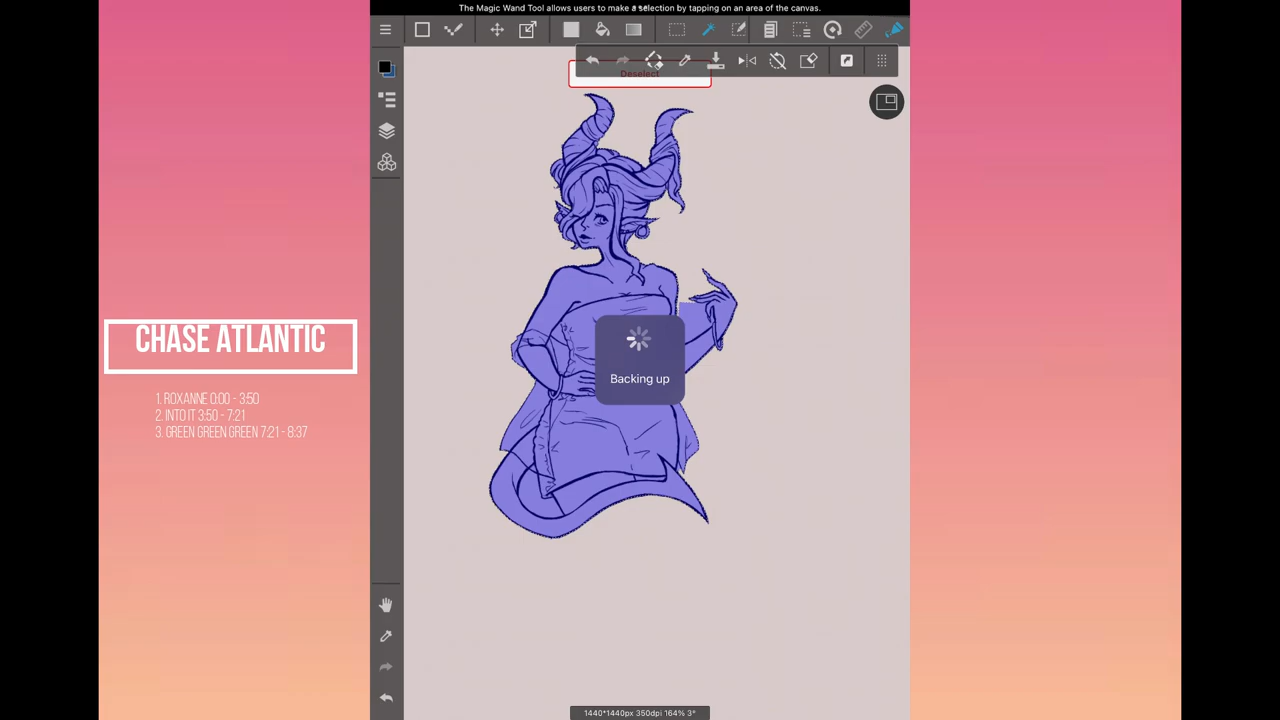 The Magic Wand Tool allows users to make a selection by tapping on an area of the canvas.
Deselect
CHASE ATLANTIC
1. ROXANNE 0:00 - 3:50
2. INTO IT 3:50 - 7:21
3. GREEN GREEN GREEN 7:21 - 8:37
Backing up
1440*1440px 350dpi 164% 3°